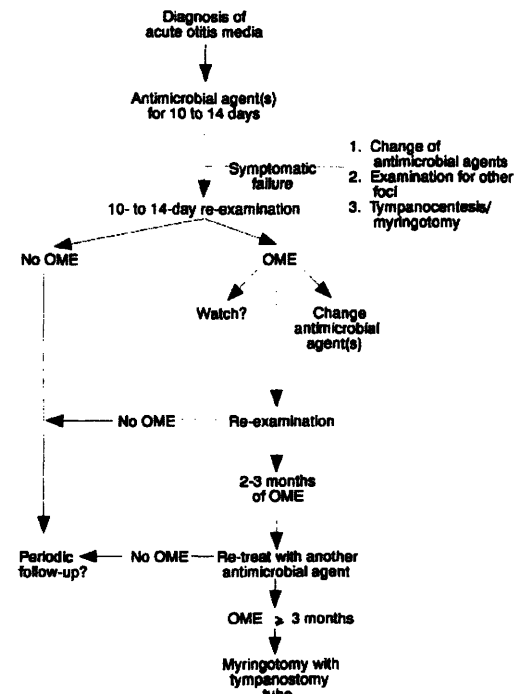 Diagnosis of
acute otitis media
Antimicrobial agent(s)
for 10 to 14 days
Symptomatic
failure
1. Change of
antimicrobial agents
2. Examination for other
foci
3. Tympanocentesis/
myringotomy
10- to 14-day re-examination
No OME
OME
Watch?
Change
antimicrobial
agent(s)
No OME
Re-examination
2-3 months
of OME
Periodic
follow-up?
No OME
Re-treat with another
antimicrobial agent
OME ⩾ 3 months
Myringotomy with
tympanostomy
tube